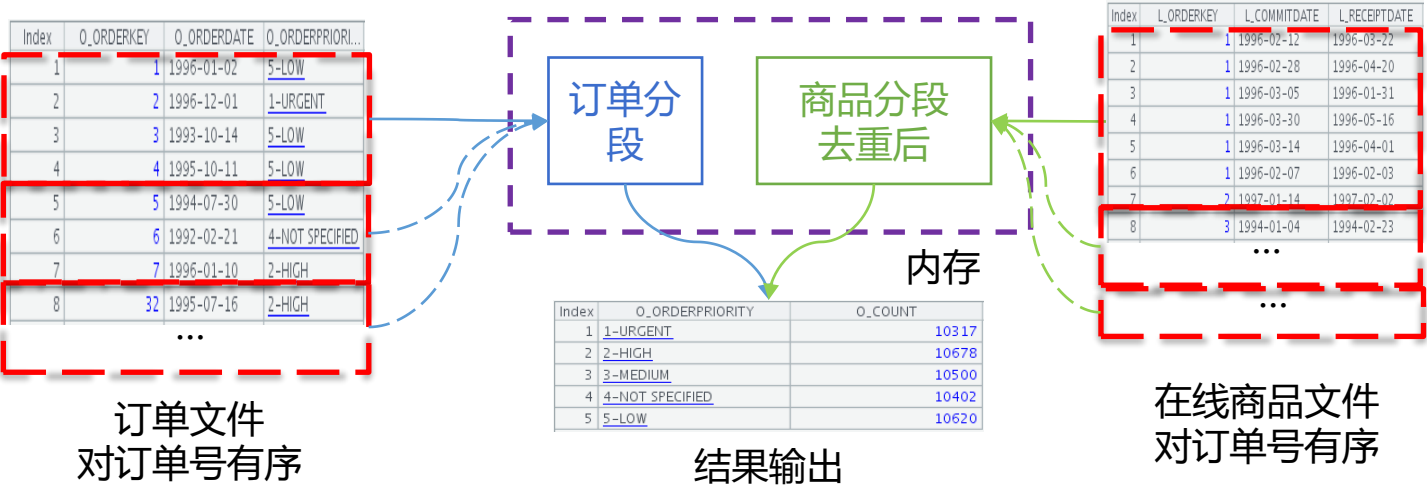 Index O_ORDERKEY O_ORDERDATE O_ORDERPRIORI...
1 1 1996-01-02 5-LOW
2 2 1996-12-01 1-URGENT
3 3 1993-10-14 5-LOW
4 4 1995-10-11 5-LOW
5 5 1994-07-30 5-LOW
6 6 1992-02-21 4-NOT SPECIFIED
7 7 1996-01-10 2-HIGH
8 32 1995-07-16 2-HIGH
...
订单文件
对订单号有序
订单分
段
商品分段
去重后
内存
Index O_ORDERPRIORITY O_COUNT
1 1-URGENT 10317
2 2-HIGH 10678
3 3-MEDIUM 10500
4 4-NOT SPECIFIED 10402
5 5-LOW 10620
结果输出
Index L_ORDERKEY L_COMMITDATE L_RECEIPTDATE
1 1 1996-02-12 1996-03-22
2 1 1996-02-28 1996-04-20
3 1 1996-03-05 1996-01-31
4 1 1996-03-30 1996-05-16
5 1 1996-03-14 1996-04-01
6 1 1996-02-07 1996-02-03
7 2 1997-01-14 1997-02-02
8 3 1994-01-04 1994-02-23
...
...
在线商品文件
对订单号有序